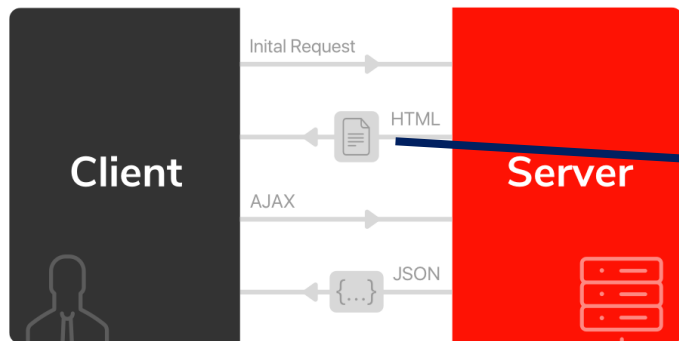 Inital Request
HTML
Client
Server
AJAX
JSON
{...}